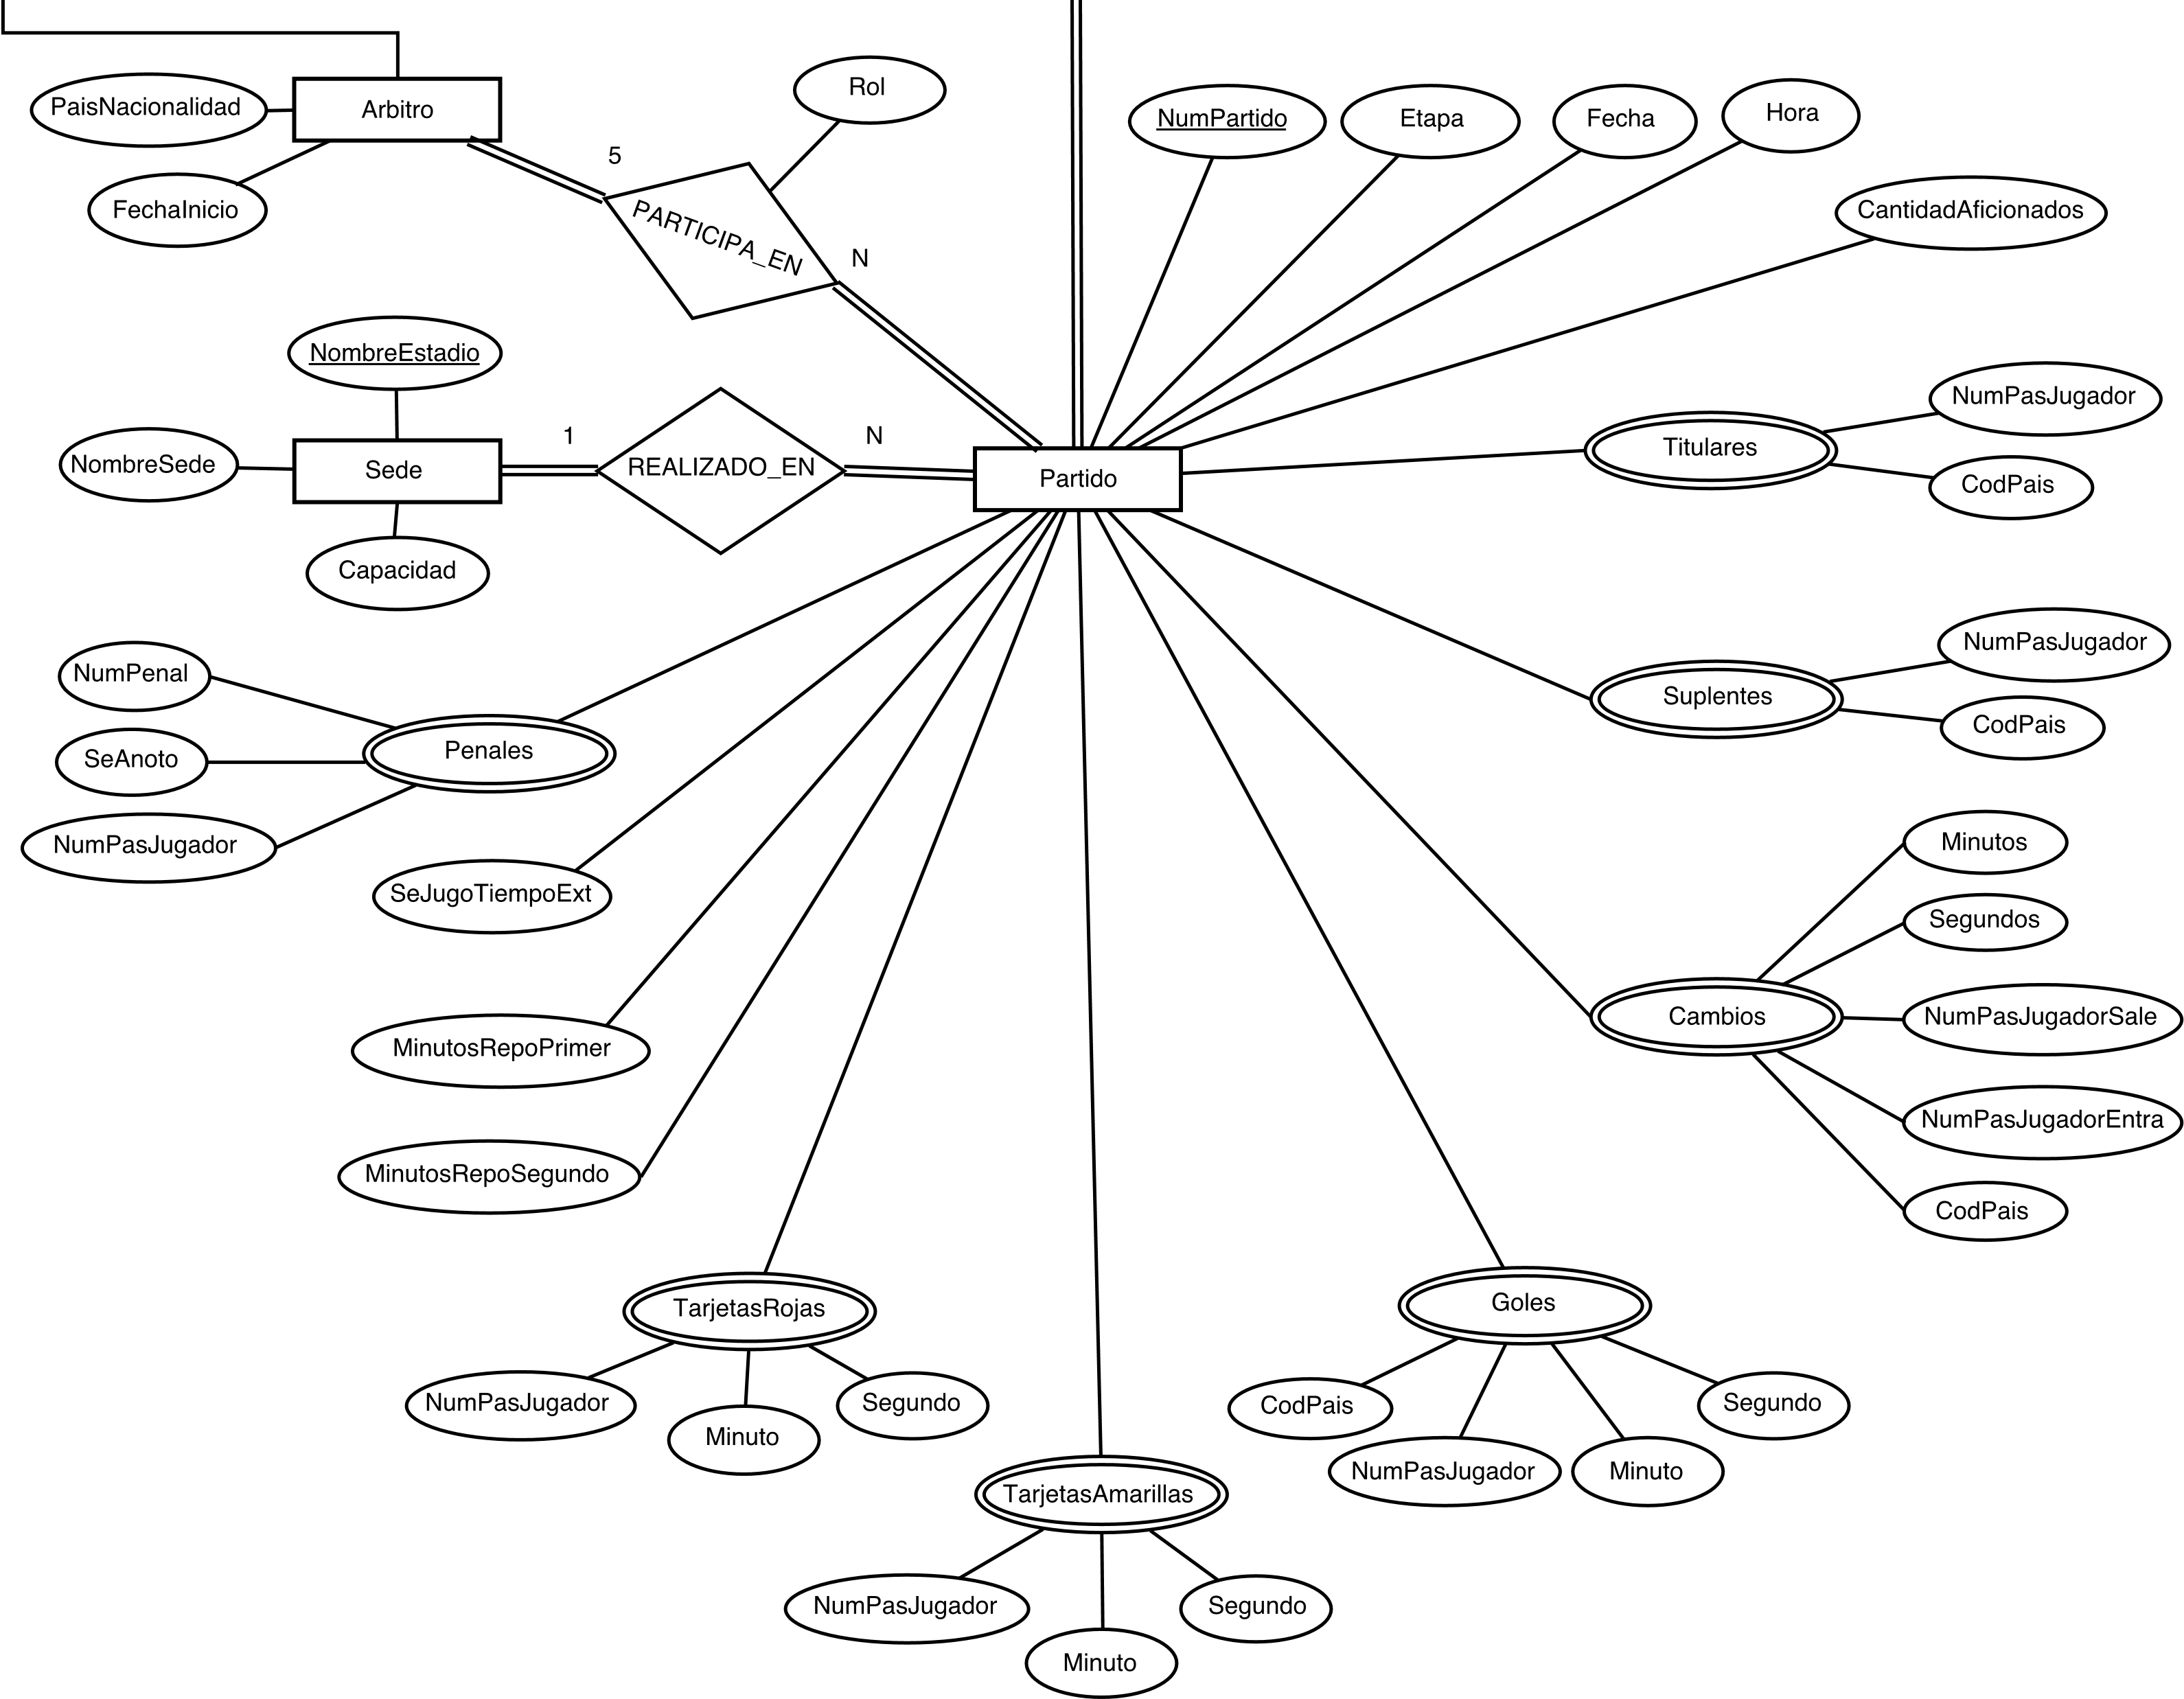 Rol
PaisNacionalidad
Arbitro
NumPartido
Etapa
Fecha
Hora
5
FechaInicio
PARTICIPA_EN
CantidadAficionados
N
NombreEstadio
NumPasJugador
1
N
Titulares
NombreSede
Sede
REALIZADO_EN
Partido
CodPais
Capacidad
NumPasJugador
NumPenal
Suplentes
CodPais
Penales
SeAnoto
NumPasJugador
Minutos
SeJugoTiempoExt
Segundos
Cambios
NumPasJugadorSale
MinutosRepoPrimer
NumPasJugadorEntra
MinutosRepoSegundo
CodPais
TarjetasRojas
Goles
NumPasJugador
Segundo
CodPais
Segundo
Minuto
NumPasJugador
Minuto
TarjetasAmarillas
NumPasJugador
Segundo
Minuto